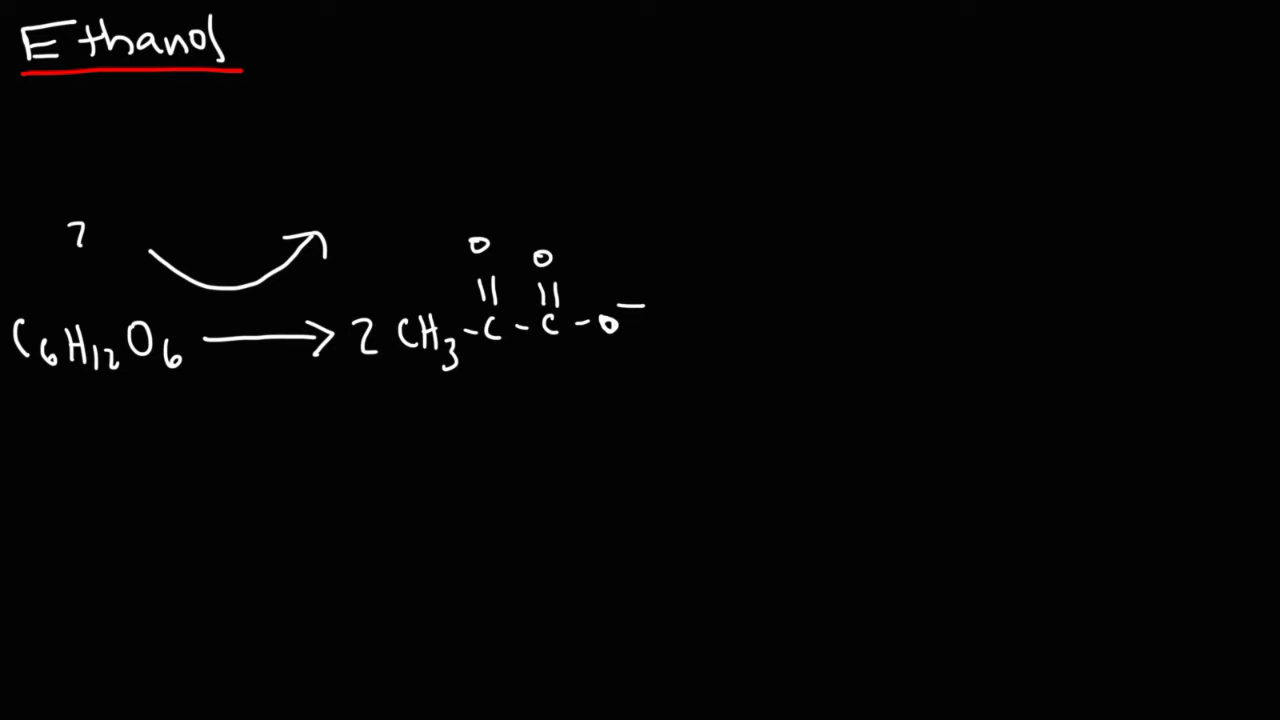 Ethanol
2
O O
|| ||
C6H12O6 → 2 CH3 - C - C - O⁻